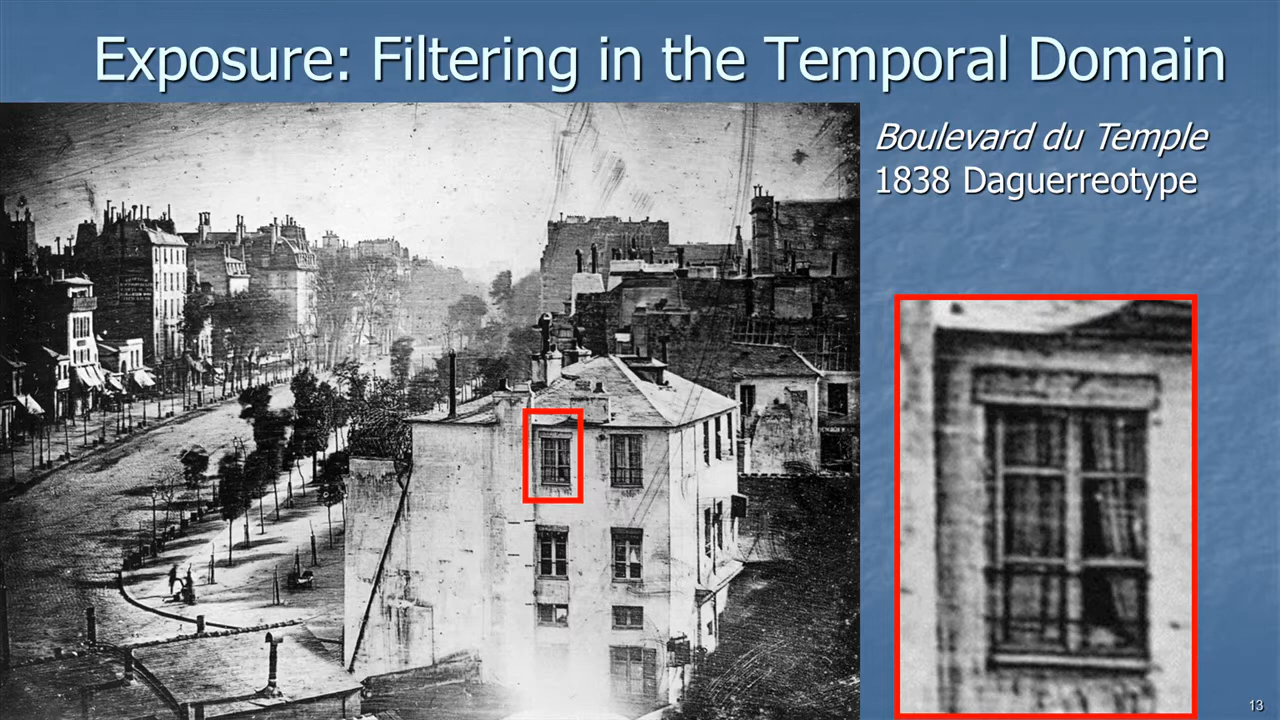 Exposure: Filtering in the Temporal Domain
Boulevard du Temple
1838 Daguerreotype
13